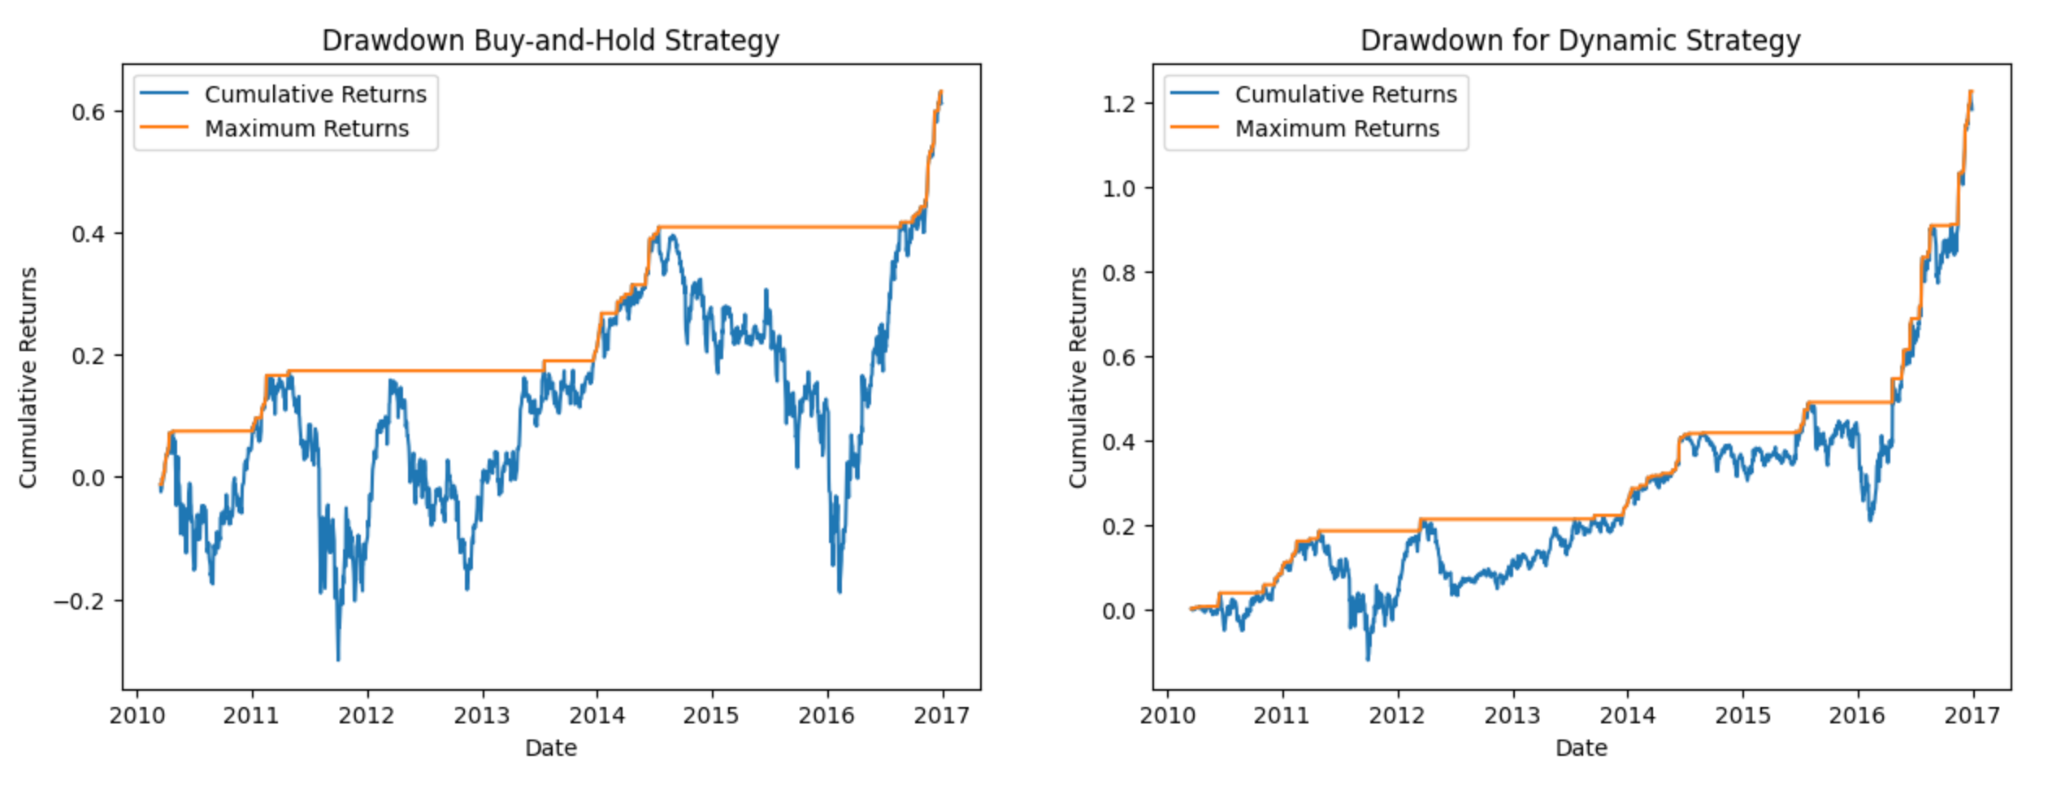 Drawdown Buy-and-Hold Strategy
Cumulative Returns
Maximum Returns
Cumulative Returns
0.6
0.4
0.2
0.0
−0.2
2010 2011 2012 2013 2014 2015 2016 2017
Date
Drawdown for Dynamic Strategy
Cumulative Returns
Maximum Returns
Cumulative Returns
1.2
1.0
0.8
0.6
0.4
0.2
0.0
2010 2011 2012 2013 2014 2015 2016 2017
Date